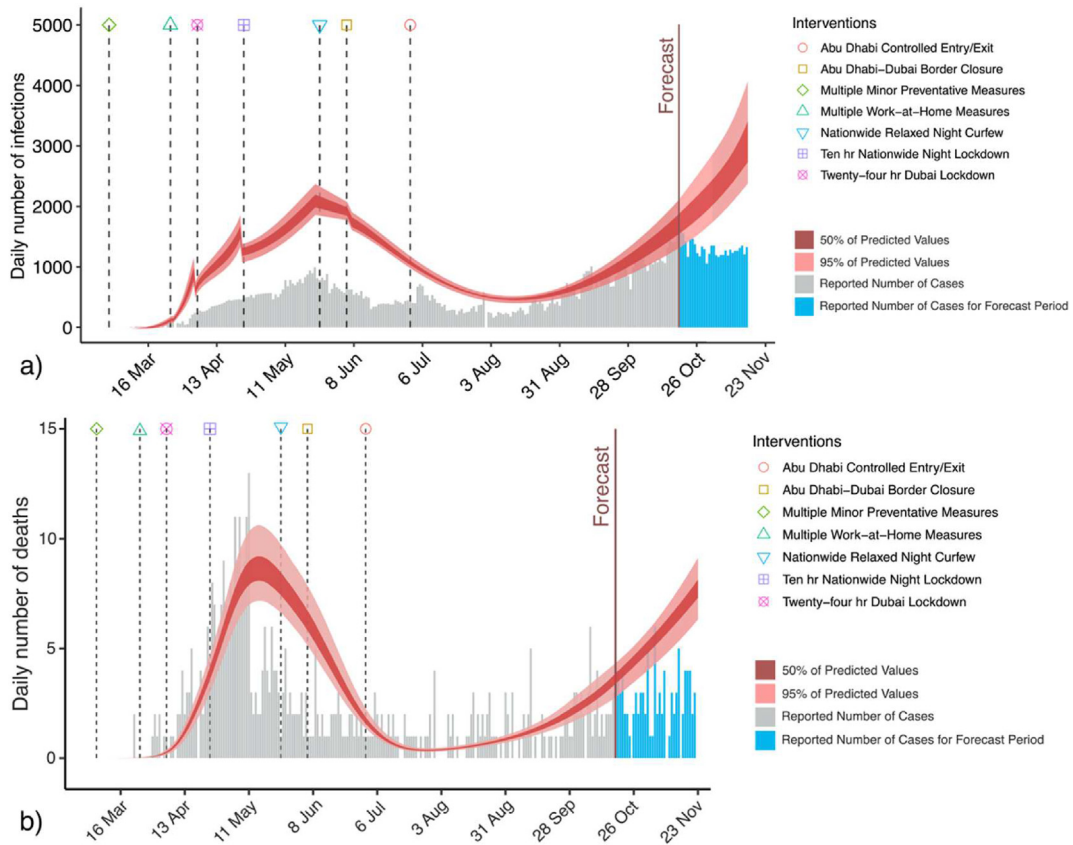 5000
4000
3000
2000
1000
0
Daily number of infections
Forecast
16 Mar
13 Apr
11 May
8 Jun
6 Jul
3 Aug
31 Aug
28 Sep
26 Oct
23 Nov
a)
Interventions
Abu Dhabi Controlled Entry/Exit
Abu Dhabi-Dubai Border Closure
Multiple Minor Preventative Measures
Multiple Work-at-Home Measures
Nationwide Relaxed Night Curfew
Ten hr Nationwide Night Lockdown
Twenty-four hr Dubai Lockdown
50% of Predicted Values
95% of Predicted Values
Reported Number of Cases
Reported Number of Cases for Forecast Period
15
10
5
0
Daily number of deaths
Forecast
16 Mar
13 Apr
11 May
8 Jun
6 Jul
3 Aug
31 Aug
28 Sep
26 Oct
23 Nov
b)
Interventions
Abu Dhabi Controlled Entry/Exit
Abu Dhabi-Dubai Border Closure
Multiple Minor Preventative Measures
Multiple Work-at-Home Measures
Nationwide Relaxed Night Curfew
Ten hr Nationwide Night Lockdown
Twenty-four hr Dubai Lockdown
50% of Predicted Values
95% of Predicted Values
Reported Number of Cases
Reported Number of Cases for Forecast Period